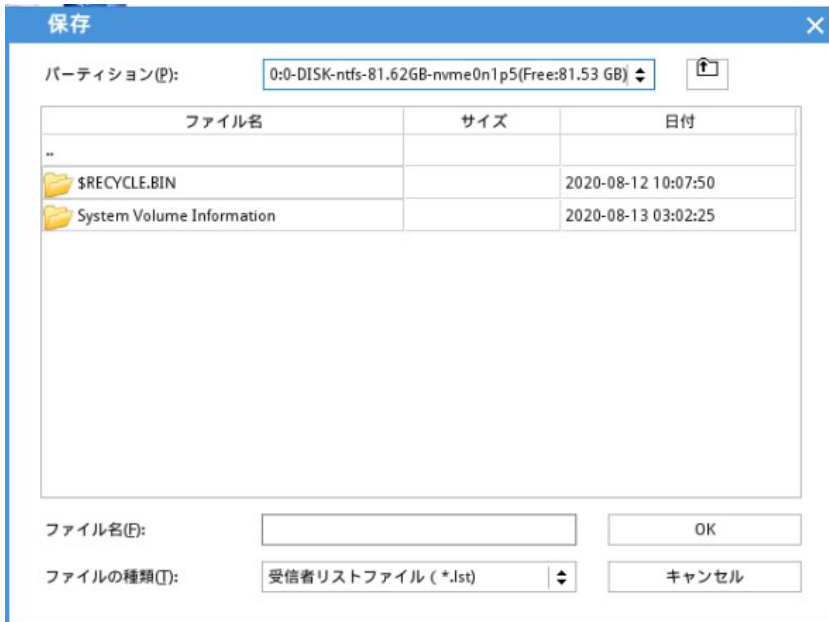 保存
パーティション(P): 0:0-DISK-ntfs-81.62GB-nvme0n1p5(Free:81.53 GB)
ファイル名 サイズ 日付
..
$RECYCLE.BIN 2020-08-12 10:07:50
System Volume Information 2020-08-13 03:02:25
ファイル名(F): OK
ファイルの種類(T): 受信者リストファイル ( *.lst) キャンセル